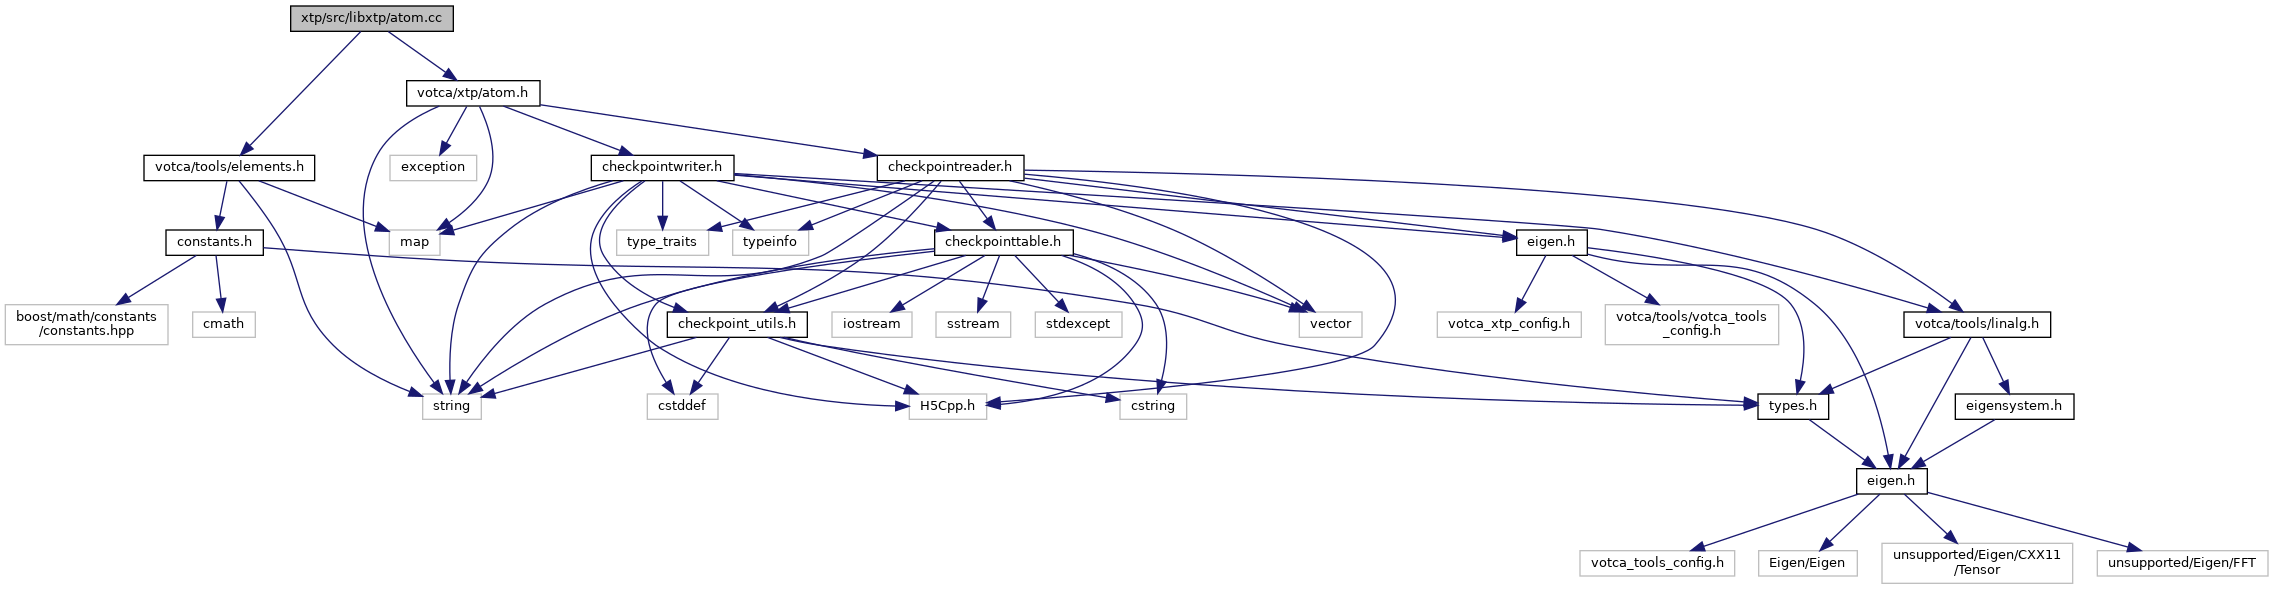 xtp/src/libxtp/atom.cc
votca/xtp/atom.h
votca/tools/elements.h
exception
checkpointwriter.h
checkpointreader.h
constants.h
map
type_traits
typeinfo
checkpointtable.h
eigen.h
boost/math/constants
/constants.hpp
cmath
checkpoint_utils.h
iostream
sstream
stdexcept
vector
votca_xtp_config.h
votca/tools/votca_tools
_config.h
votca/tools/linalg.h
string
cstddef
H5Cpp.h
cstring
types.h
eigensystem.h
eigen.h
votca_tools_config.h
Eigen/Eigen
unsupported/Eigen/CXX11
/Tensor
unsupported/Eigen/FFT